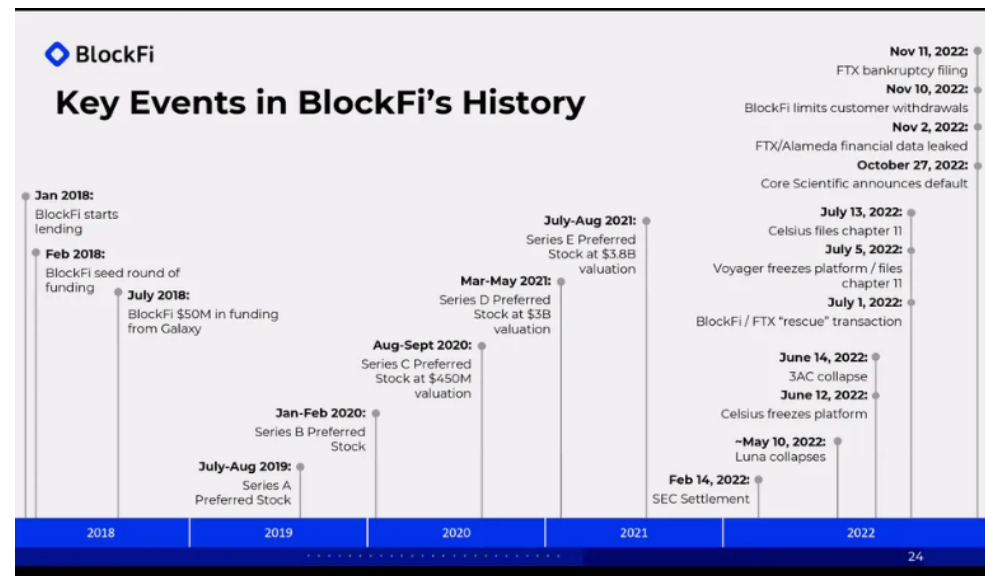 BlockFi
Key Events in BlockFi's History
Jan 2018:
BlockFi starts
lending
Feb 2018:
BlockFi seed round of
funding
July 2018:
BlockFi $50M in funding
from Galaxy
July-Aug 2019:
Series A
Preferred Stock
Jan-Feb 2020:
Series B Preferred
Stock
Aug-Sept 2020:
Series C Preferred
Stock at $450M
valuation
Mar-May 2021:
Series D Preferred
Stock at $3B
valuation
July-Aug 2021:
Series E Preferred
Stock at $3.8B
valuation
Feb 14, 2022:
SEC Settlement
~May 10, 2022:
Luna collapses
June 14, 2022:
3AC collapse
June 12, 2022:
Celsius freezes platform
July 13, 2022:
Celsius files chapter 11
July 5, 2022:
Voyager freezes platform / files
chapter 11
July 1, 2022:
BlockFi / FTX “rescue” transaction
Nov 11, 2022:
FTX bankruptcy filing
Nov 10, 2022:
BlockFi limits customer withdrawals
Nov 2, 2022:
FTX/Alameda financial data leaked
October 27, 2022:
Core Scientific announces default
2018
2019
2020
2021
2022
24